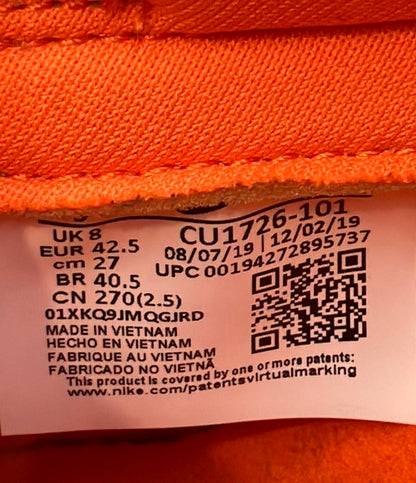 UK 8 CU1726-101
EUR 42.5 08/07/19 | 12/02/19
cm 27 UPC 00194272895737
BR 40.5
CN 270(2.5)
01XKQ9JMQGJRD
MADE IN VIETNAM
HECHO EN VIETNAM
FABRIQUE AU VIETNAM
FABRICADO NO VIETNÃ
This product is covered by one or more patents:
www.nike.com/patentsvirtualmarking